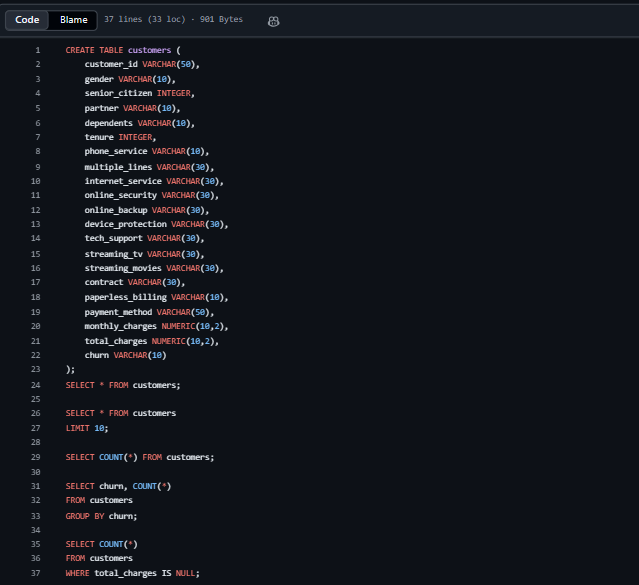 Code Blame 37 lines (33 loc) · 901 Bytes
1 CREATE TABLE customers (
2 customer_id VARCHAR(50),
3 gender VARCHAR(10),
4 senior_citizen INTEGER,
5 partner VARCHAR(10),
6 dependents VARCHAR(10),
7 tenure INTEGER,
8 phone_service VARCHAR(10),
9 multiple_lines VARCHAR(30),
10 internet_service VARCHAR(30),
11 online_security VARCHAR(30),
12 online_backup VARCHAR(30),
13 device_protection VARCHAR(30),
14 tech_support VARCHAR(30),
15 streaming_tv VARCHAR(30),
16 streaming_movies VARCHAR(30),
17 contract VARCHAR(30),
18 paperless_billing VARCHAR(10),
19 payment_method VARCHAR(50),
20 monthly_charges NUMERIC(10,2),
21 total_charges NUMERIC(10,2),
22 churn VARCHAR(10)
23 );
24 SELECT * FROM customers;
25
26 SELECT * FROM customers
27 LIMIT 10;
28
29 SELECT COUNT(*) FROM customers;
30
31 SELECT churn, COUNT(*)
32 FROM customers
33 GROUP BY churn;
34
35 SELECT COUNT(*)
36 FROM customers
37 WHERE total_charges IS NULL;